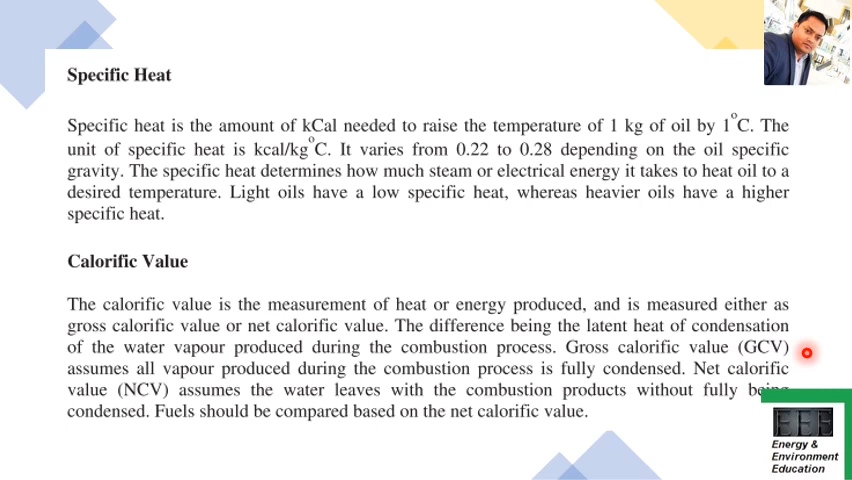 Specific Heat
Specific heat is the amount of kCal needed to raise the temperature of 1 kg of oil by 1°C. The
unit of specific heat is kcal/kg°C. It varies from 0.22 to 0.28 depending on the oil specific
gravity. The specific heat determines how much steam or electrical energy it takes to heat oil to a
desired temperature. Light oils have a low specific heat, whereas heavier oils have a higher
specific heat.
Calorific Value
The calorific value is the measurement of heat or energy produced, and is measured either as
gross calorific value or net calorific value. The difference being the latent heat of condensation
of the water vapour produced during the combustion process. Gross calorific value (GCV)
assumes all vapour produced during the combustion process is fully condensed. Net calorific
value (NCV) assumes the water leaves with the combustion products without fully being
condensed. Fuels should be compared based on the net calorific value.
EEE
Energy &
Environment
Education